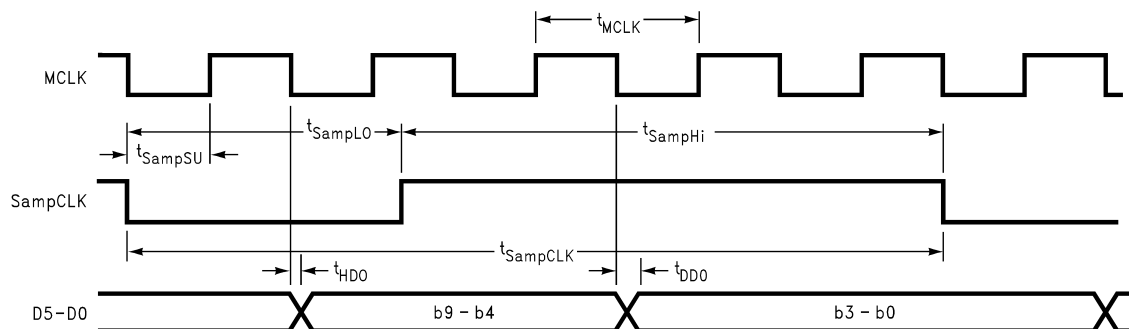 tMCLK
MCLK
tSampLO
tSampHi
tSampSU
SampCLK
tSampCLK
tHDO
tDDO
D5-D0
b9-b4
b3-b0